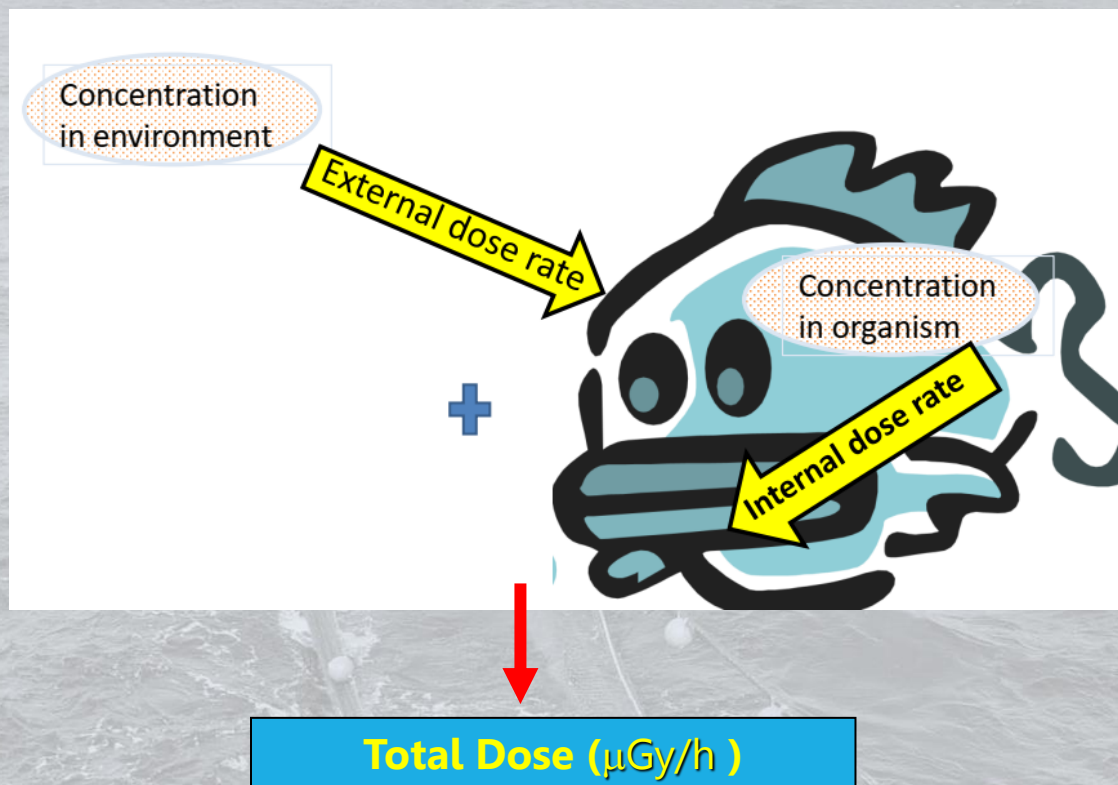 Concentration
in environment
External dose rate
Concentration
in organism
Internal dose rate
Total Dose (μGy/h )